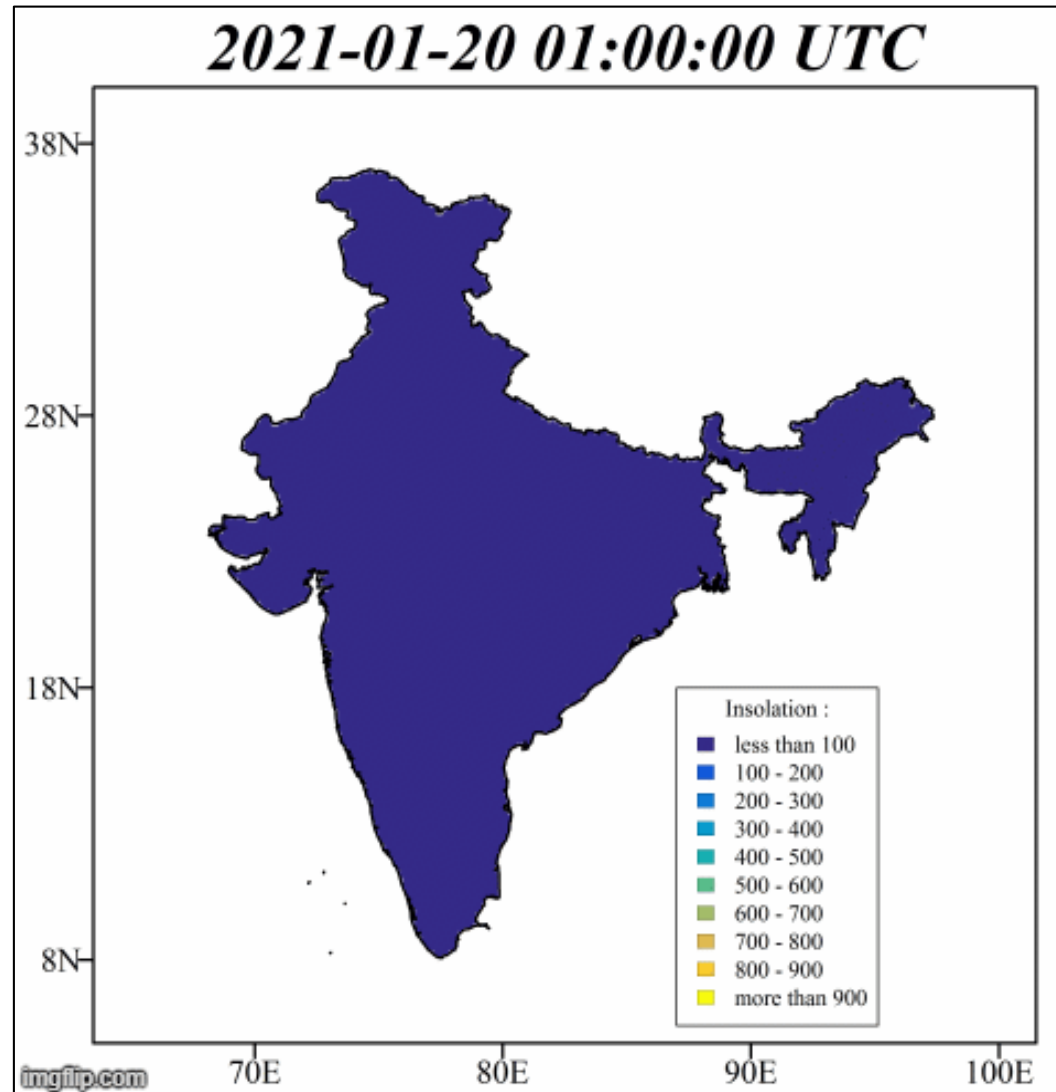 2021-01-20 01:00:00 UTC
38N
28N
18N
8N
Insolation :
less than 100
100 - 200
200 - 300
300 - 400
400 - 500
500 - 600
600 - 700
700 - 800
800 - 900
more than 900
70E
80E
90E
100E
imgflip.com